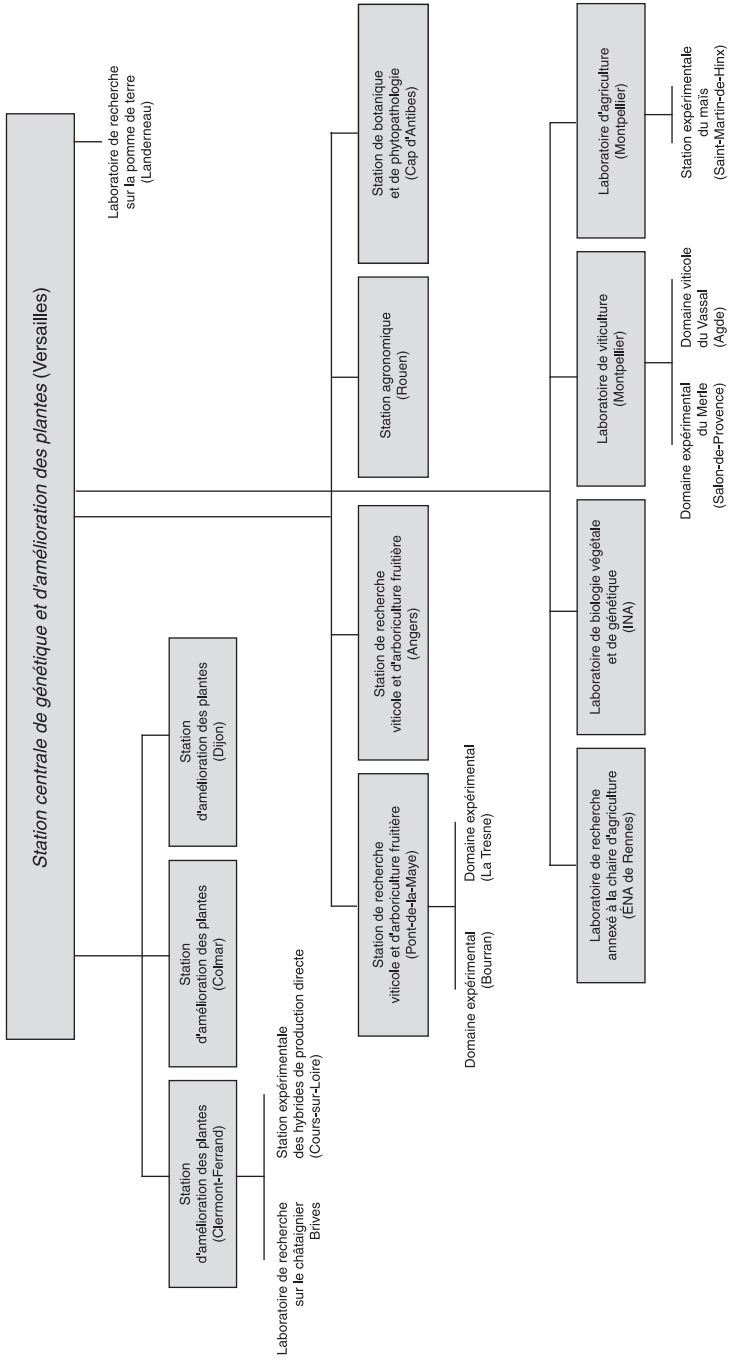 Station centrale de génétique et d'amélioration des plantes (Versailles)
Laboratoire de recherche
sur la pomme de terre
(Landerneau)
Station
d'amélioration des plantes
(Clermont-Ferrand)
Station
d'amélioration des plantes
(Colmar)
Station
d'amélioration des plantes
(Dijon)
Laboratoire de recherche
sur le châtaignier
Brives
Station expérimentale
des hybrides de production directe
(Cours-sur-Loire)
Station de recherche
viticole et d'arboriculture fruitière
(Pont-de-la-Maye)
Station de recherche
viticole et d'arboriculture fruitière
(Angers)
Station agronomique
(Rouen)
Station de botanique
et de phytopathologie
(Cap d'Antibes)
Domaine expérimental
(Bourran)
Domaine expérimental
(La Tresne)
Laboratoire de recherche
annexé à la chaire d'agriculture
(ÉNA de Rennes)
Laboratoire de biologie végétale
et de génétique
(INA)
Laboratoire de viticulture
(Montpellier)
Laboratoire d'agriculture
(Montpellier)
Domaine expérimental
du Merle
(Salon-de-Provence)
Domaine viticole
du Vassal
(Agde)
Station expérimentale
du maïs
(Saint-Martin-de-Hinx)